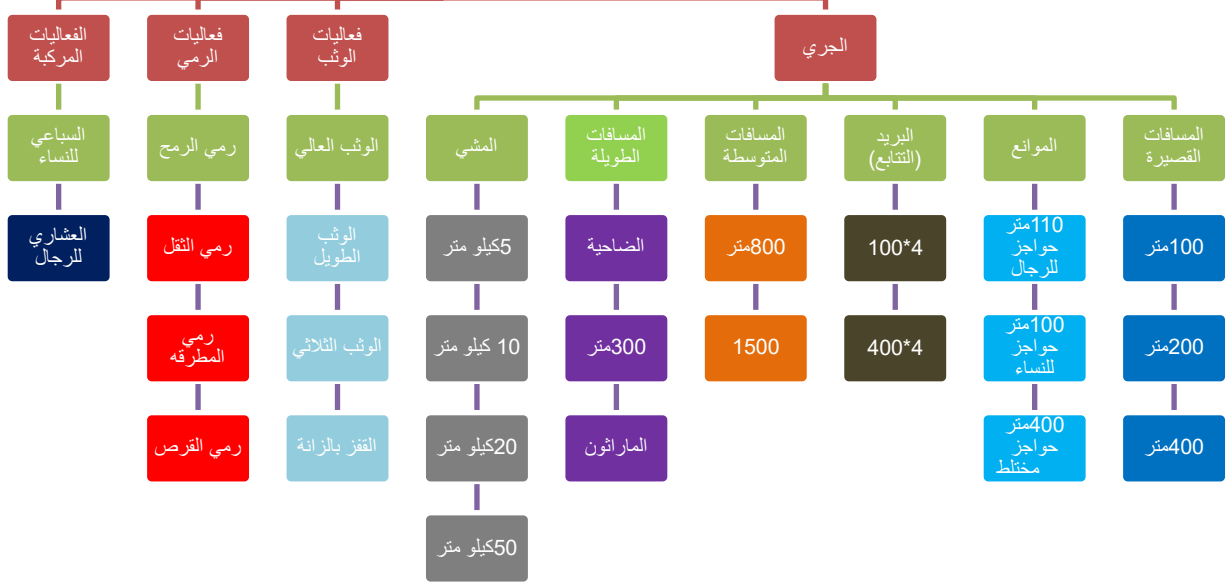 الجري
فعاليات
الوثب
فعاليات
الرمي
الفعاليات
المركبة
المسافات
القصيرة
الموانع
البريد
(التتابع)
المسافات
المتوسطة
المسافات
الطويلة
المشي
الوثب العالي
رمي الرمح
السباعي
للنساء
100متر
110متر
حواجز
للرجال
4*100
800متر
الضاحية
5كيلو متر
الوثب
الطويل
رمي الثقل
العشاري
للرجال
200متر
100متر
حواجز
للنساء
4*400
1500
300متر
10 كيلو متر
الوثب الثلاثي
رمي
المطرقه
400متر
400متر
حواجز
مختلط
الماراثون
20كيلو متر
القفز بالزانة
رمي القرص
50كيلو متر